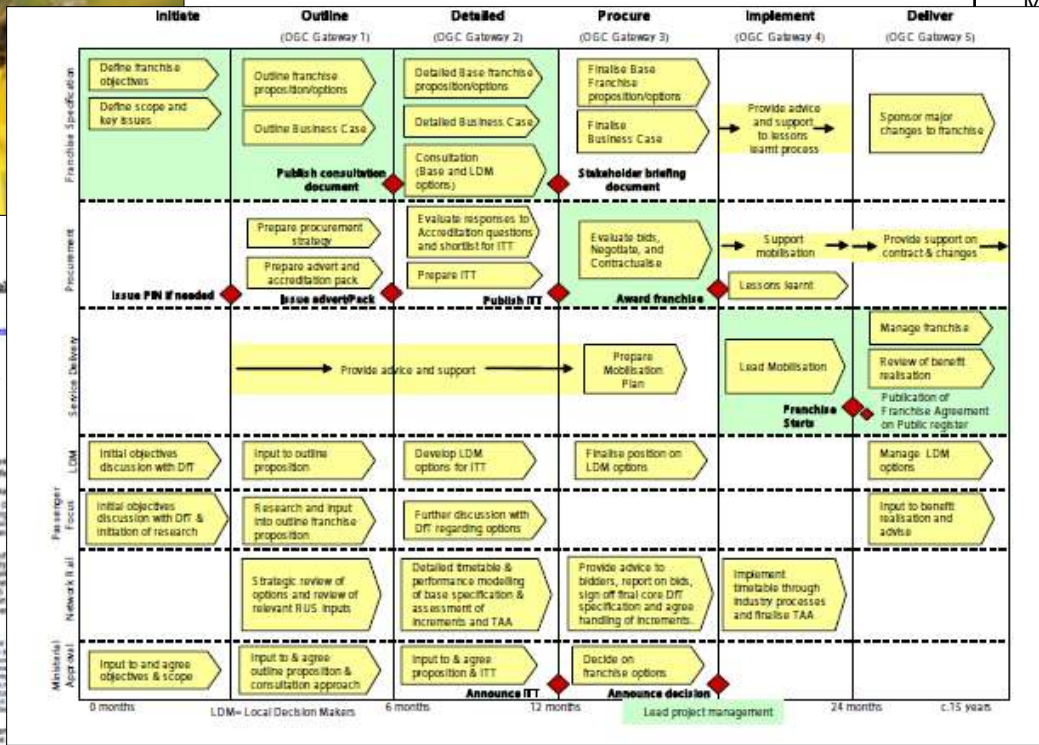 Initiate
Outline
Detailed
Procure
Implement
Deliver
(OGC Gateway 1)
(OGC Gateway 2)
(OGC Gateway 3)
(OGC Gateway 4)
(OGC Gateway 5)
Franchise Specification
Define franchise
objectives
Define scope and
key issues
Outline franchise
proposition/options
Outline Business Case
Publish consultation
document
Detailed Base franchise
proposition/options
Detailed Business Case
Consultation
(Base and LDM
options)
Finalise Base
Franchise
proposition/options
Finalise
Business Case
Stakeholder briefing
document
Provide advice
and support
to lessons
learnt process
Sponsor major
changes to franchise
Procurement
Issue PIN if needed
Prepare procurement
strategy
Prepare advert and
accreditation pack
Issue advert/Pack
Evaluate responses to
Accreditation questions
and shortlist for ITT
Prepare ITT
Publish ITT
Evaluate bids,
Negotiate, and
Contractualise
Award franchise
Support
mobilisation
Lessons learnt
Provide support on
contract & changes
Service Delivery
Provide advice and support
Prepare
Mobilisation
Plan
Lead Mobilisation
Franchise
Starts
Manage franchise
Review of benefit
realisation
Publication of
Franchise Agreement
on Public register
LDM
Initial objectives
discussion with DfT
Input to outline
proposition
Develop LDM
options for ITT
Finalise position on
LDM options
Manage LDM
options
Passenger
Focus
Initial objectives
discussion with DfT &
initiation of research
Research and input
into outline franchise
proposition
Further discussion with
DfT regarding options
Input to benefit
realisation and
advise
Network Rail
Strategic review of
options and review of
relevant RUS inputs
Detailed timetable &
performance modelling
of base specification &
assessment of
increments and TAA
Provide advice to
bidders, report on bids,
sign off final core DfT
specification and agree
handling of increments.
Implement
timetable through
industry processes
and finalise TAA
Ministerial
Approval
Input to and agree
objectives & scope
Input to & agree
outline proposition &
consultation approach
Input to & agree
proposition & ITT
Announce ITT
Decide on
franchise options
Announce decision
0 months
LDM= Local Decision Makers
6 months
12 months
Lead project management
24 months
c.15 years